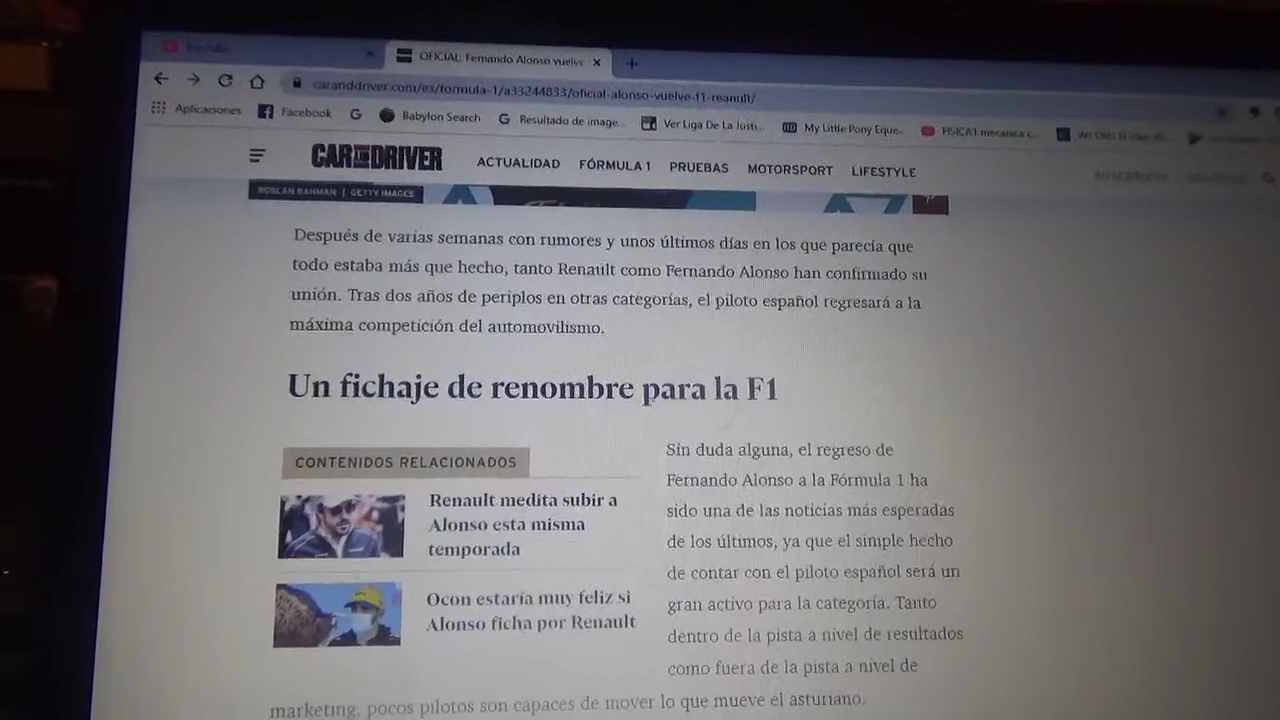 YouTube
OFICIAL: Fernando Alonso vuelve
caranddriver.com/es/formula-1/a33244833/oficial-alonso-vuelve-f1-reanult/
Aplicaciones Facebook Babylon Search Resultado de image... Ver Liga De La Justi... My Little Pony Eque... FISICA1 mecanica c...
CAR AND DRIVER ACTUALIDAD FÓRMULA 1 PRUEBAS MOTORSPORT LIFESTYLE
ROSLAN RAHMAN | GETTY IMAGES
Después de varias semanas con rumores y unos últimos días en los que parecía que
todo estaba más que hecho, tanto Renault como Fernando Alonso han confirmado su
unión. Tras dos años de periplos en otras categorías, el piloto español regresará a la
máxima competición del automovilismo.
Un fichaje de renombre para la F1
CONTENIDOS RELACIONADOS
Renault medita subir a
Alonso esta misma
temporada
Ocon estaría muy feliz si
Alonso ficha por Renault
Sin duda alguna, el regreso de
Fernando Alonso a la Fórmula 1 ha
sido una de las noticias más esperadas
de los últimos, ya que el simple hecho
de contar con el piloto español será un
gran activo para la categoría. Tanto
dentro de la pista a nivel de resultados
como fuera de la pista a nivel de
marketing, pocos pilotos son capaces de mover lo que mueve el asturiano.